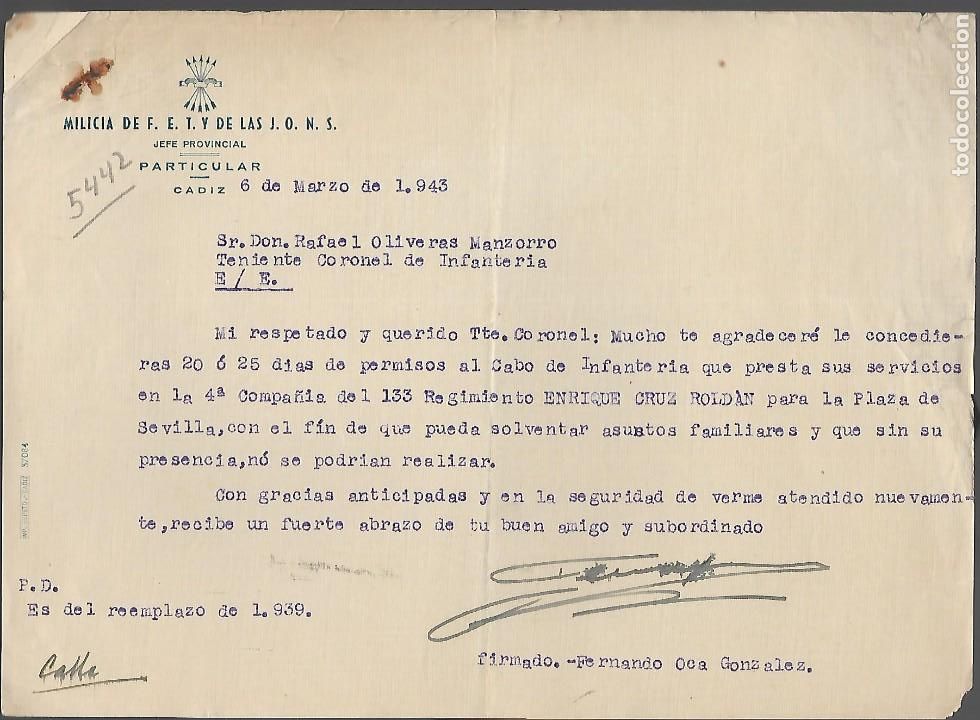 MILICIA DE F. E. T. Y DE LAS J. O. N. S.
JEFE PROVINCIAL
PARTICULAR
CADIZ 6 de Marzo de 1.943
5442
Sr. Don. Rafael Oliveras Manzorro
Teniente Coronel de Infanteria
E / E.
Mi respetado y querido Tte. Coronel: Mucho te agradeceré le concedie-
ras 20 ó 25 dias de permisos al Cabo de Infanteria que presta sus servicios
en la 4ª Compañia del 133 Regimiento ENRIQUE CRUZ ROLDÀN para la Plaza de
Sevilla, con el fín de que pueda solventar asuntos familiares y que sin su
presencia, nó se podrian realizar.
Con gracias anticipadas y en la seguridad de verme atendido nuevamen-
te, recibe un fuerte abrazo de tu buen amigo y subordinado
P.D.
Es del reemplazo de 1.939.
firmado.-Fernando Oca Gonzalez.
todocoleccion